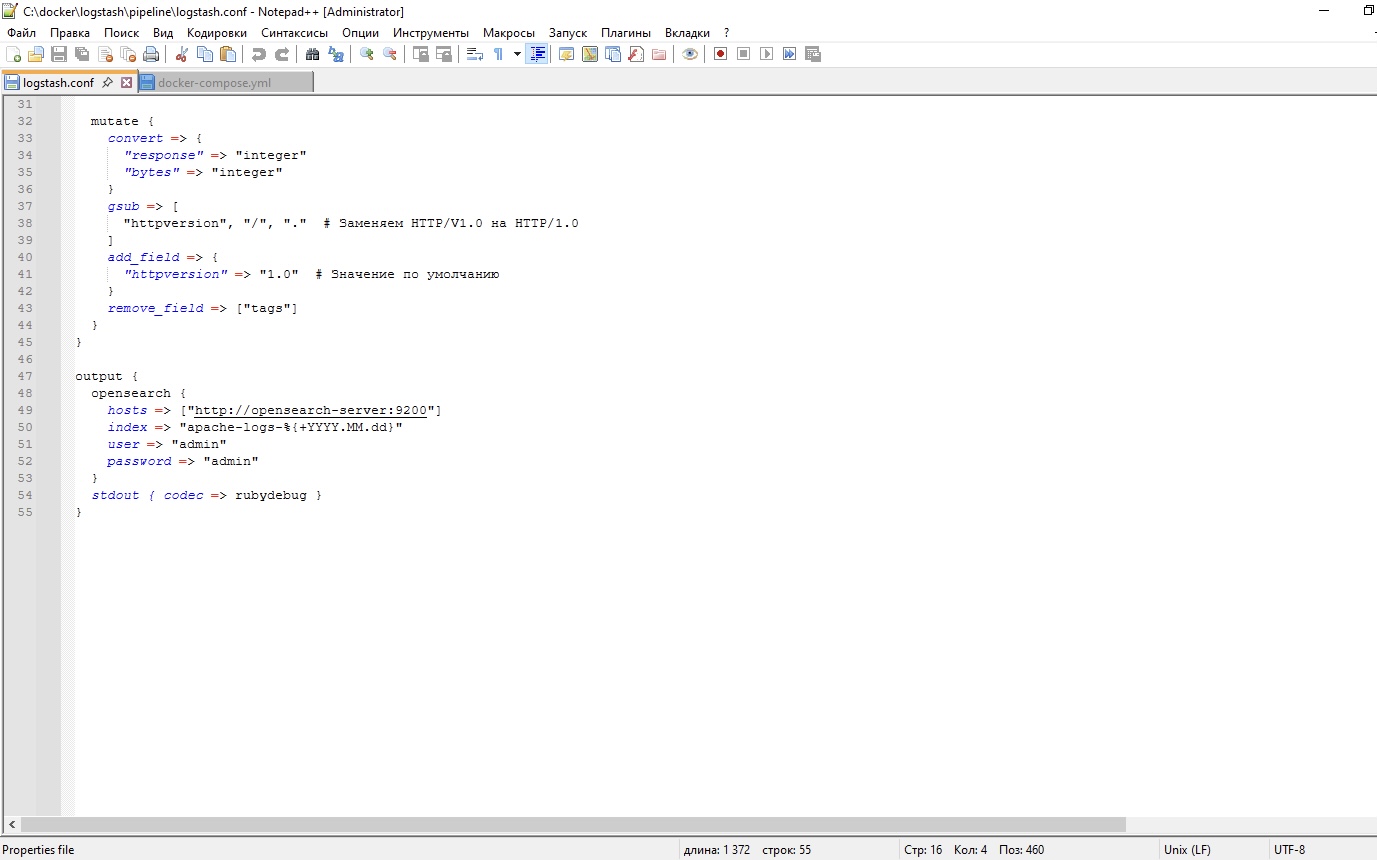 C:\docker\logstash\pipeline\logstash.conf - Notepad++ [Administrator]
Файл Правка Поиск Вид Кодировки Синтаксисы Опции Инструменты Макросы Запуск Плагины Вкладки ?
logstash.conf docker-compose.yml
31
32 mutate {
33 convert => {
34 "response" => "integer"
35 "bytes" => "integer"
36 }
37 gsub => [
38 "httpversion", "/", "." # Заменяем HTTP/V1.0 на HTTP/1.0
39 ]
40 add_field => {
41 "httpversion" => "1.0" # Значение по умолчанию
42 }
43 remove_field => ["tags"]
44 }
45 }
46
47 output {
48 opensearch {
49 hosts => ["http://opensearch-server:9200"]
50 index => "apache-logs-%{+YYYY.MM.dd}"
51 user => "admin"
52 password => "admin"
53 }
54 stdout { codec => rubydebug }
55 }
Properties file длина: 1 372 строк: 55 Стр: 16 Кол: 4 Поз: 460 Unix (LF) UTF-8